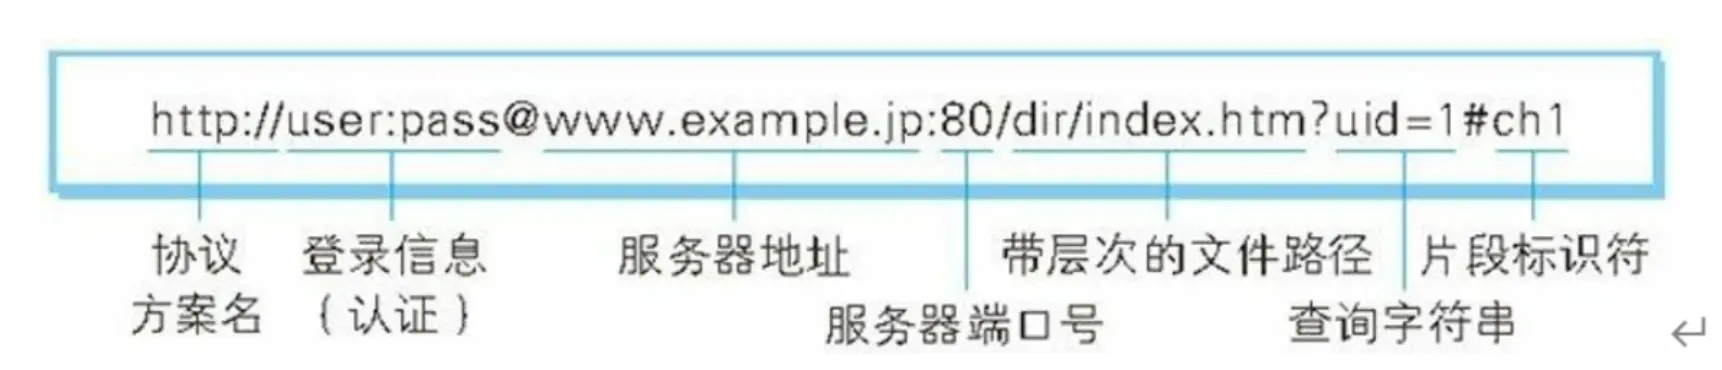 http://user:pass@www.example.jp:80/dir/index.htm?uid=1#ch1
协议
方案名
登录信息
（认证）
服务器地址
服务器端口号
带层次的文件路径
查询字符串
片段标识符